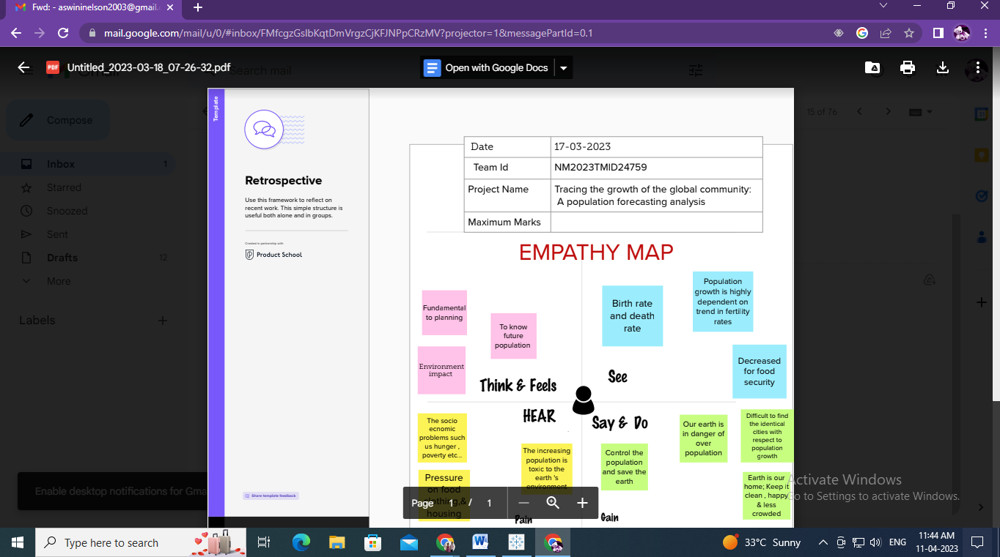 Fwd: - aswininelson2003@gmail.
mail.google.com/mail/u/0/#inbox/FMfcgzGslbKqtDmVrgzCjKFJNPpCRzMV?projector=1&messagePartId=0.1
PDF
Untitled_2023-03-18_07-26-32.pdf
Search mail
Open with Google Docs
Compose
15 of 76
Inbox 1
Starred
Snoozed
Sent
Drafts 12
More
Labels
Template
Retrospective
Use this framework to reflect on
recent work. This simple structure is
useful both alone and in groups.
Created in partnership with
Product School
Share template feedback
Date 17-03-2023
Team Id NM2023TMID24759
Project Name Tracing the growth of the global community:
A population forecasting analysis
Maximum Marks
EMPATHY MAP
Fundamental
to planning
To know
future
population
Environment
impact
Think & Feels
Birth rate
and death
rate
Population
growth is highly
dependent on
trend in fertility
rates
Decreased
for food
security
See
HEAR
The socio
ecnomic
problems such
us hunger ,
poverty etc...
The increasing
population is
toxic to the
earth 's
environment
Pressure
on food
clothing,&
housing
Pain
Say & Do
Our earth is
in danger of
over
population
Difficult to find
the identical
cities with
respect to
population
growth
Control the
population
and save the
earth
Earth is our
home; Keep it
clean , happy
& less
crowded
Gain
Page 1 / 1
Enable desktop notifications for Gma
Activate Windows
Go to Settings to activate Windows.
Type here to search
33°C Sunny
ENG
11:44 AM
11-04-2023